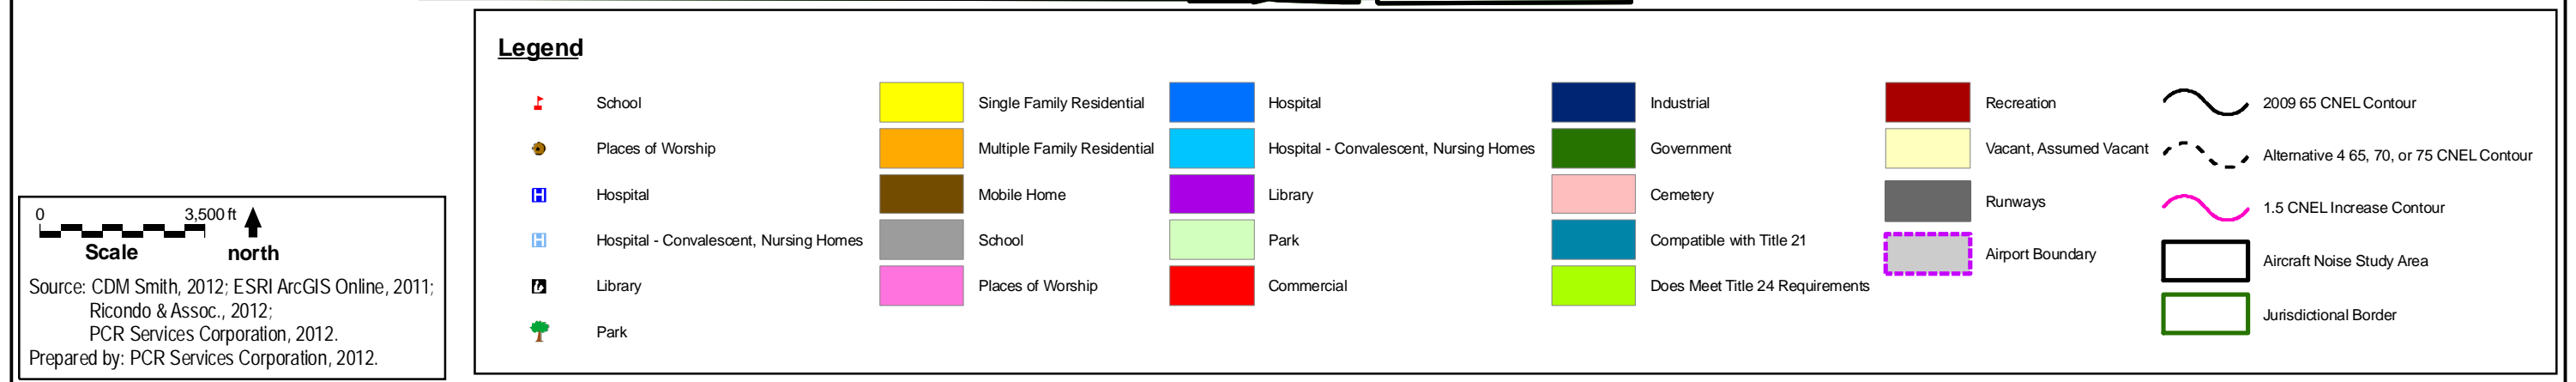 Legend
School
Places of Worship
Hospital
Hospital - Convalescent, Nursing Homes
Library
Park
Single Family Residential
Multiple Family Residential
Mobile Home
School
Places of Worship
Hospital
Hospital - Convalescent, Nursing Homes
Library
Park
Commercial
Industrial
Government
Cemetery
Compatible with Title 21
Does Meet Title 24 Requirements
Recreation
Vacant, Assumed Vacant
Runways
Airport Boundary
2009 65 CNEL Contour
Alternative 4 65, 70, or 75 CNEL Contour
1.5 CNEL Increase Contour
Aircraft Noise Study Area
Jurisdictional Border
0 3,500 ft
Scale north
Source: CDM Smith, 2012; ESRI ArcGIS Online, 2011;
Ricondo & Assoc., 2012;
PCR Services Corporation, 2012.
Prepared by: PCR Services Corporation, 2012.